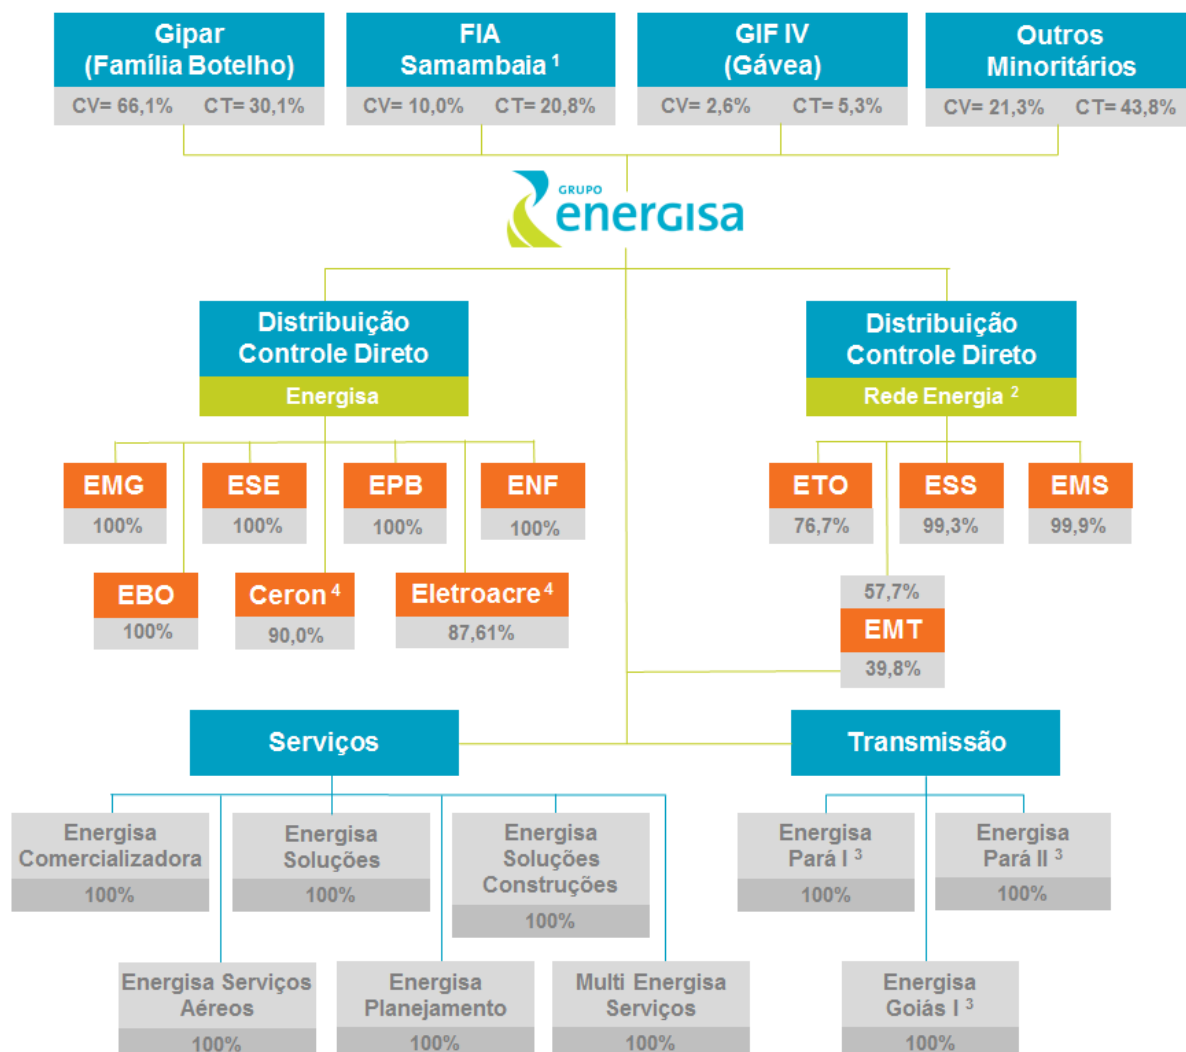 Gipar
(Família Botelho)
CV= 66,1% CT= 30,1%
FIA
Samambaia ¹
CV= 10,0% CT= 20,8%
GIF IV
(Gávea)
CV= 2,6% CT= 5,3%
Outros
Minoritários
CV= 21,3% CT= 43,8%
GRUPO
energisa
Distribuição
Controle Direto
Energisa
Distribuição
Controle Direto
Rede Energia ²
EMG
100%
ESE
100%
EPB
100%
ENF
100%
EBO
100%
Ceron ⁴
90,0%
Eletroacre ⁴
87,61%
ETO
76,7%
ESS
99,3%
EMS
99,9%
57,7%
EMT
39,8%
Serviços
Transmissão
Energisa
Comercializadora
100%
Energisa
Soluções
100%
Energisa
Soluções
Construções
100%
Energisa
Pará I ³
100%
Energisa
Pará II ³
100%
Energisa Serviços
Aéreos
100%
Energisa
Planejamento
100%
Multi Energisa
Serviços
100%
Energisa
Goiás I ³
100%